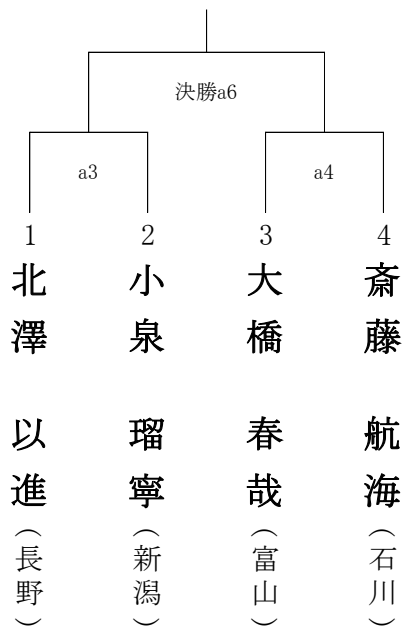 決勝a6
a3
a4
1
2
3
4
北澤 以進（長野）
小泉 瑠寧（新潟）
大橋 春哉（富山）
斎藤 航海（石川）